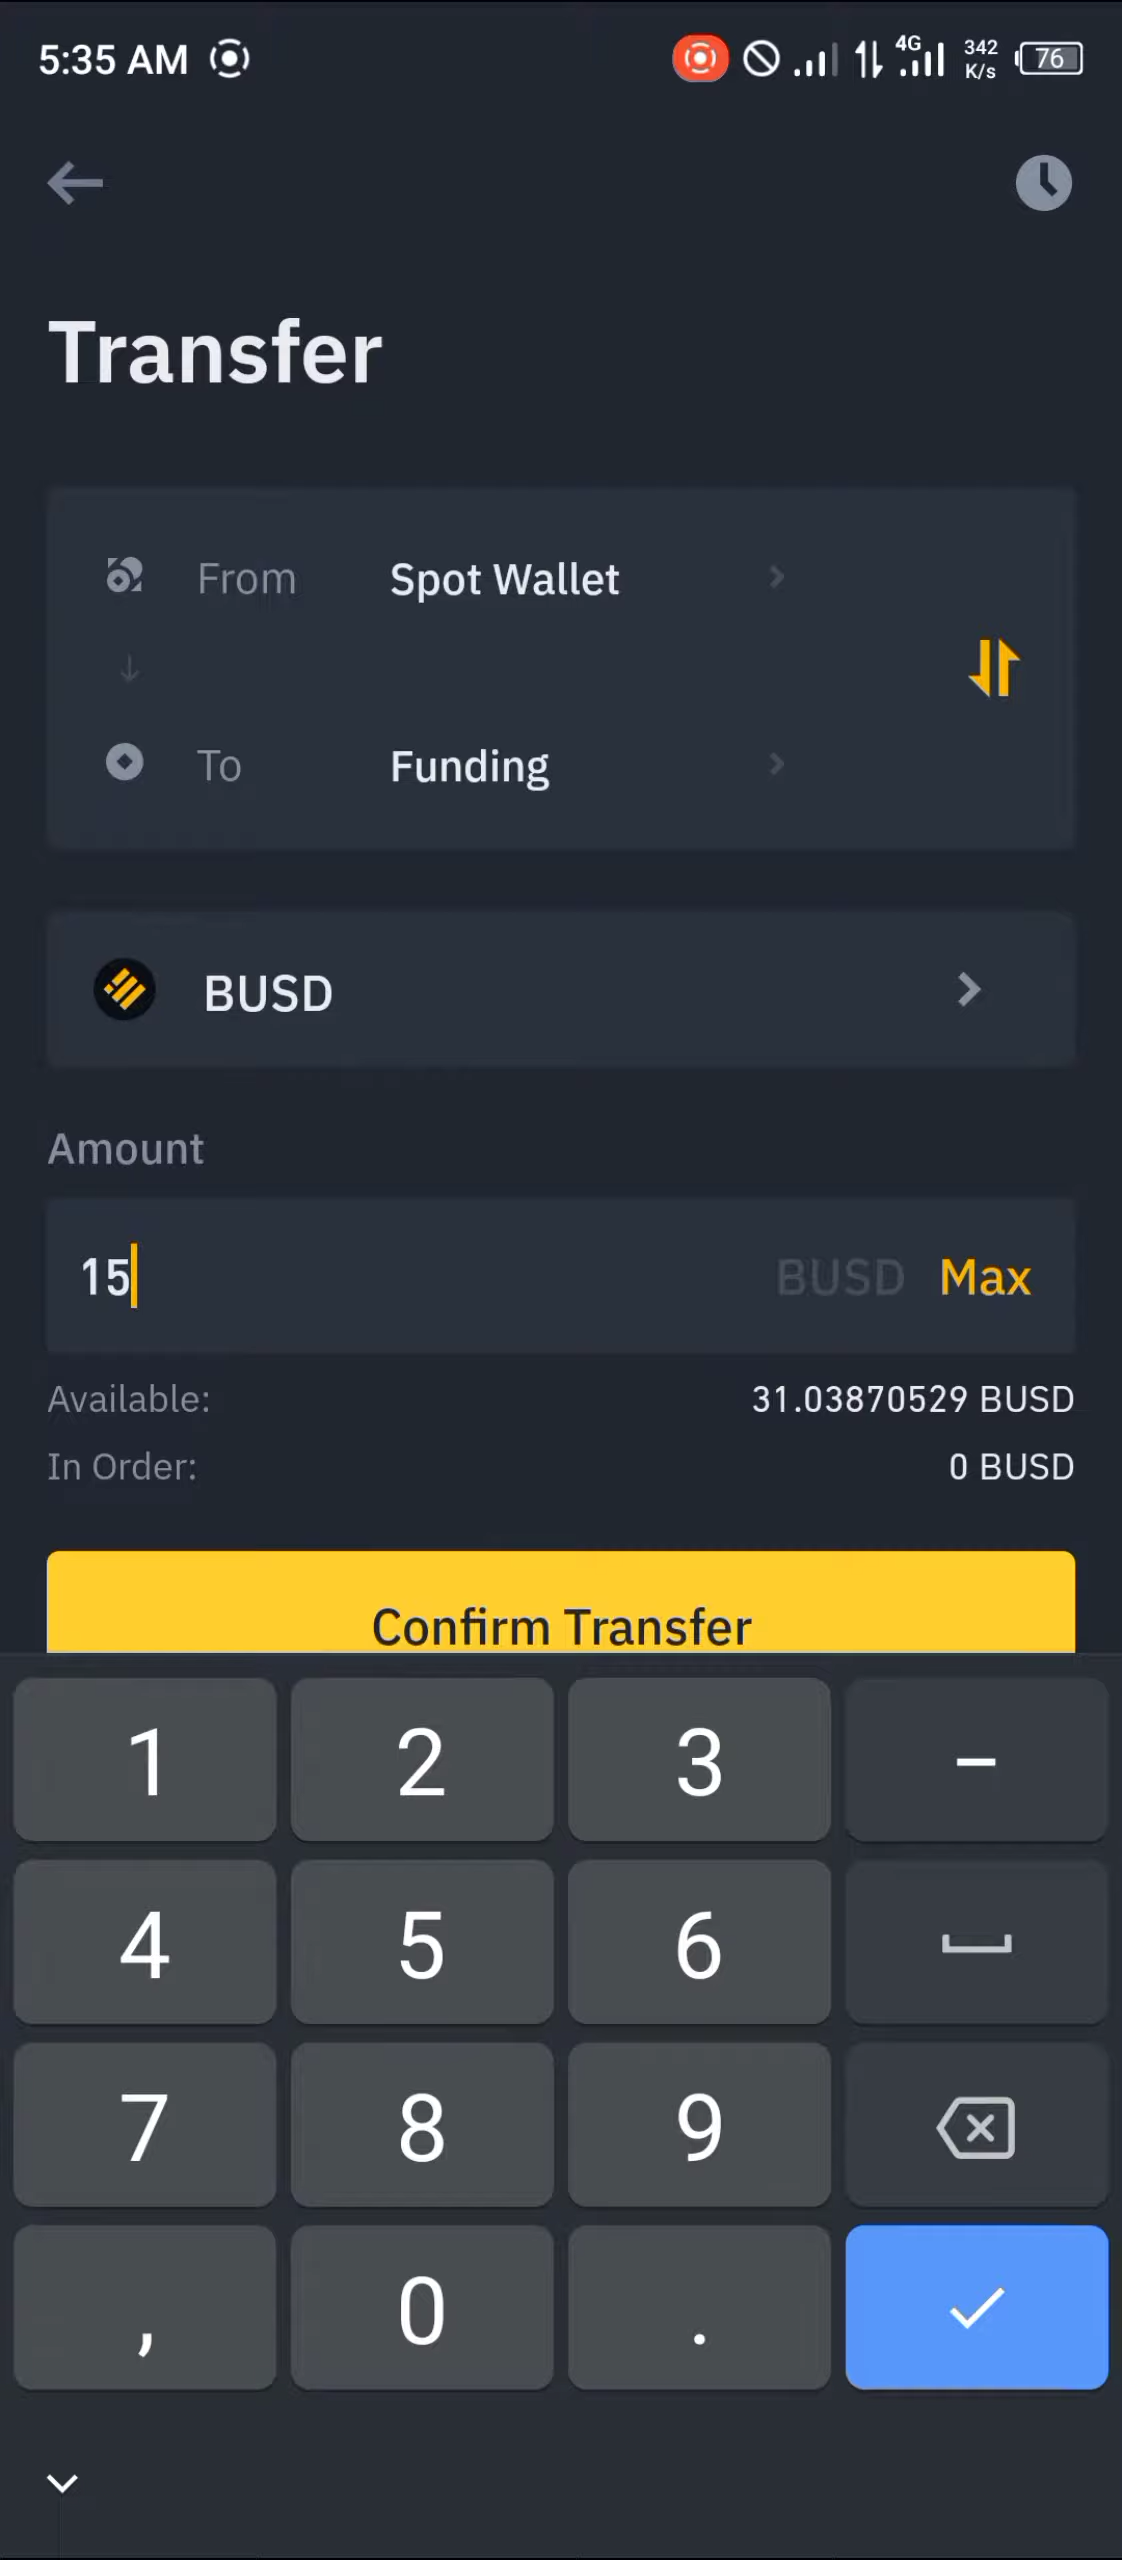 5:35 AM
4G 342 K/s 76
Transfer
From Spot Wallet
To Funding
BUSD
Amount
15 BUSD Max
Available: 31.03870529 BUSD
In Order: 0 BUSD
Confirm Transfer
1 2 3 –
4 5 6
7 8 9
, 0 .